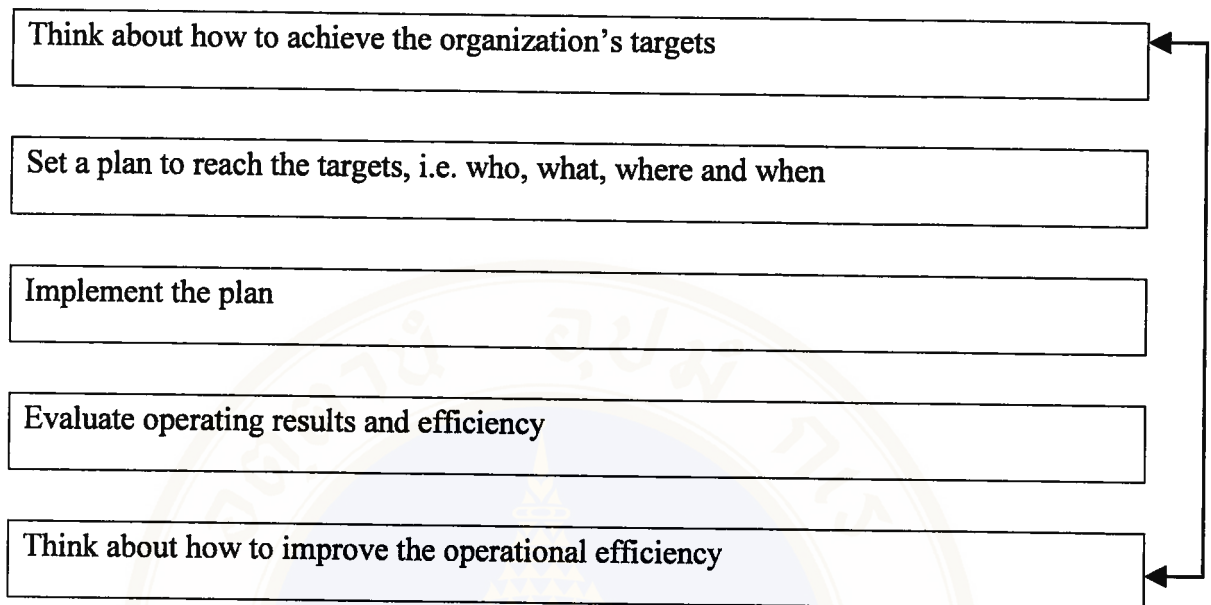 Think about how to achieve the organization's targets
Set a plan to reach the targets, i.e. who, what, where and when
Implement the plan
Evaluate operating results and efficiency
Think about how to improve the operational efficiency